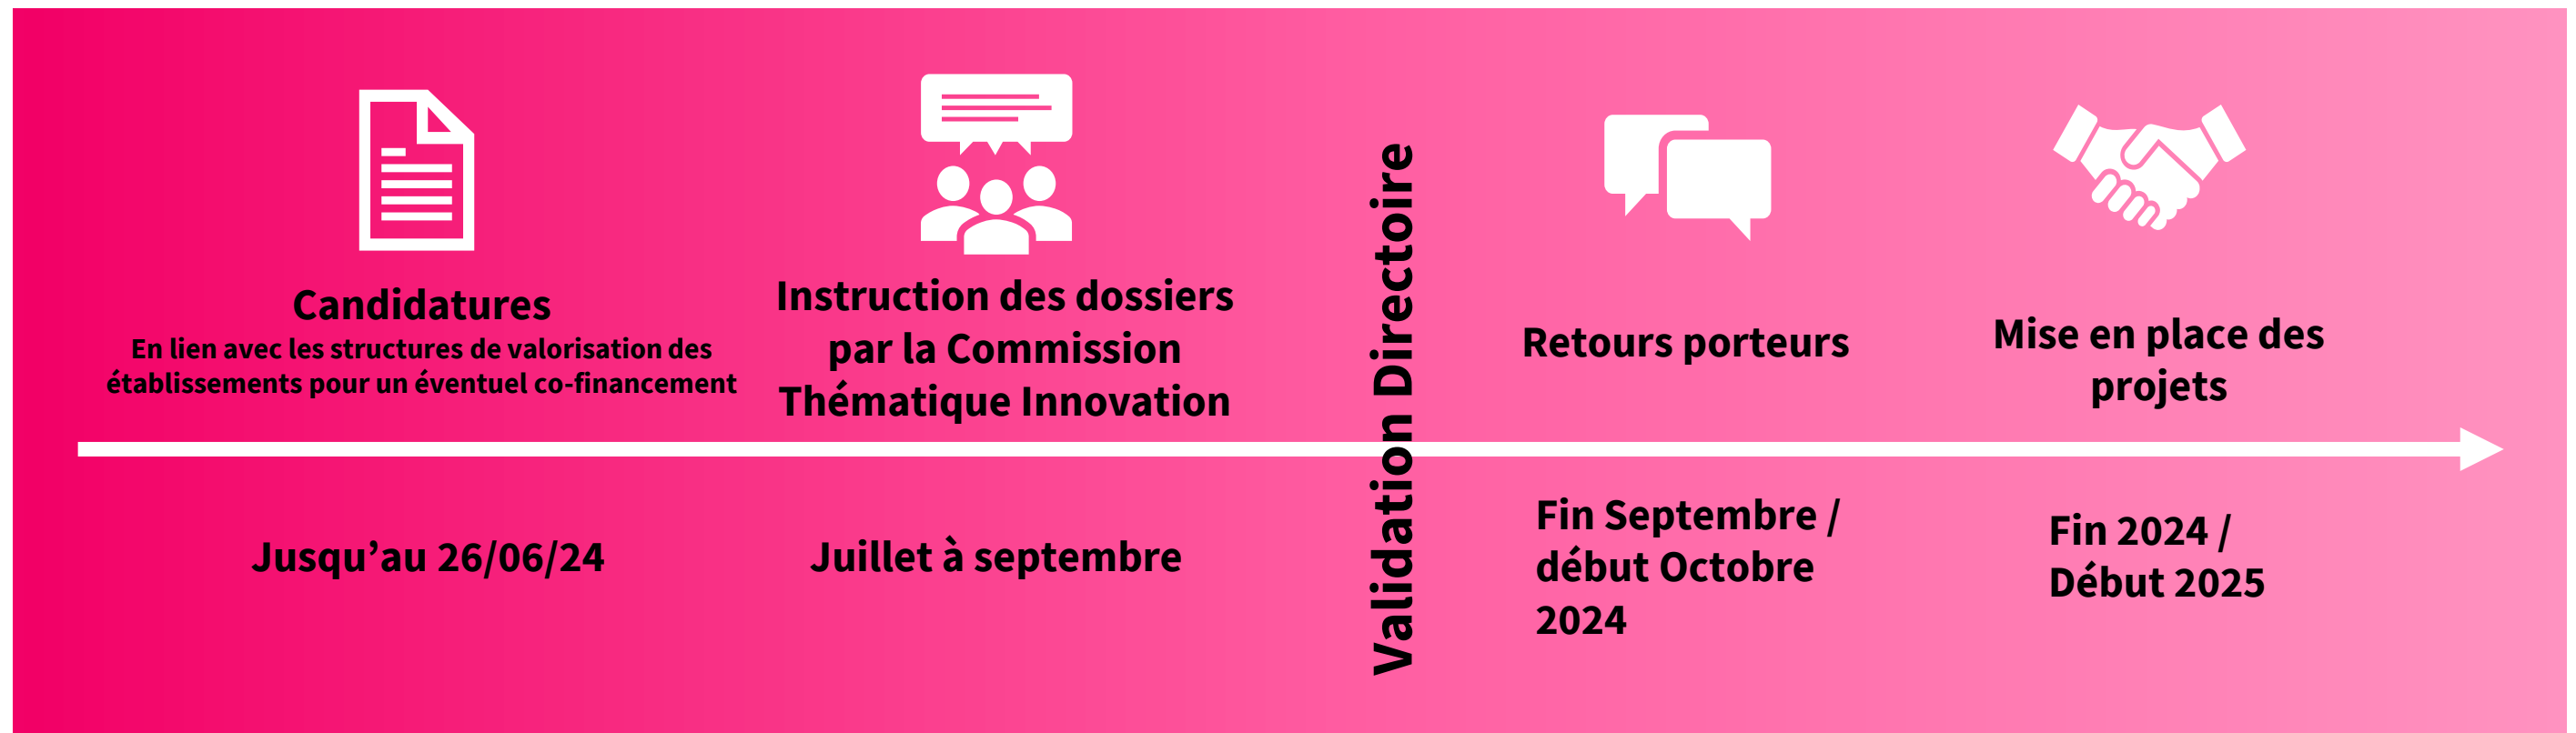 Candidatures
En lien avec les structures de valorisation des
établissements pour un éventuel co-financement
Jusqu’au 26/06/24
Instruction des dossiers
par la Commission
Thématique Innovation
Juillet à septembre
Validation Directoire
Retours porteurs
Fin Septembre /
début Octobre
2024
Mise en place des
projets
Fin 2024 /
Début 2025